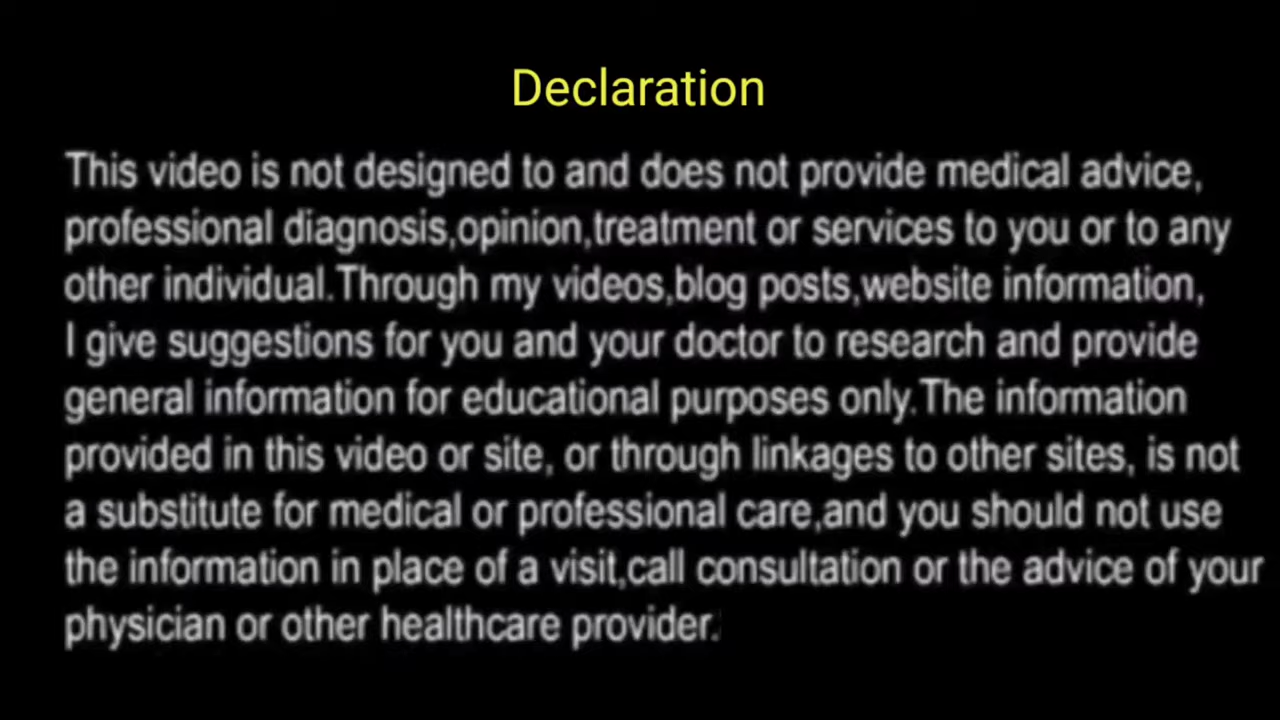 Declaration
This video is not designed to and does not provide medical advice,
professional diagnosis,opinion,treatment or services to you or to any
other individual.Through my videos,blog posts,website information,
I give suggestions for you and your doctor to research and provide
general information for educational purposes only.The information
provided in this video or site, or through linkages to other sites, is not
a substitute for medical or professional care,and you should not use
the information in place of a visit,call consultation or the advice of your
physician or other healthcare provider.